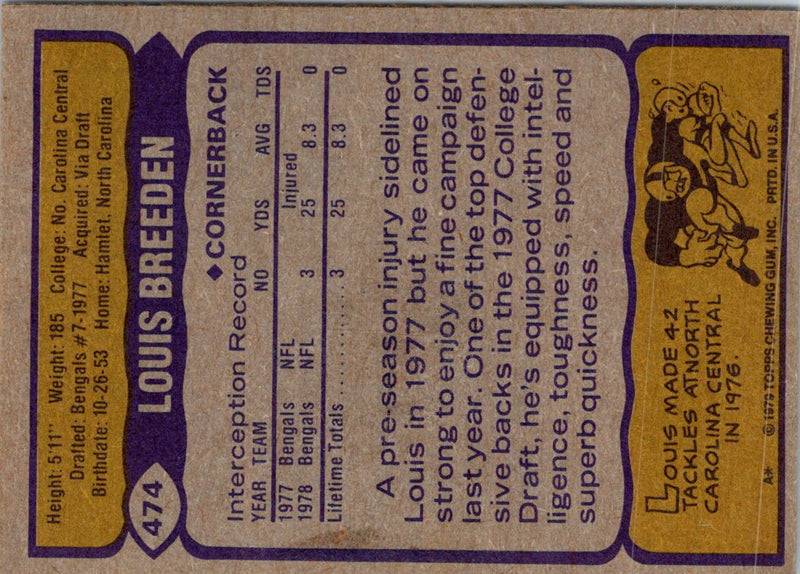 Height: 5'11" Weight: 185 College: No. Carolina Central
Drafted: Bengals #7-1977 Acquired: Via Draft
Birthdate: 10-26-53 Home: Hamlet, North Carolina
474 LOUIS BREEDEN
◆CORNERBACK
Interception Record
YEAR TEAM NO YDS AVG TDS
1977 Bengals NFL Injured
1978 Bengals NFL 3 25 8.3 0
Lifetime Totals.............. 3 25 8.3 0
A pre-season injury sidelined
Louis in 1977 but he came on
strong to enjoy a fine campaign
last year. One of the top defen-
sive backs in the 1977 College
Draft, he's equipped with intel-
ligence, toughness, speed and
superb quickness.
LOUIS MADE 42
TACKLES AT NORTH
CAROLINA CENTRAL
IN 1976.
A* © 1979 TOPPS CHEWING GUM, INC. PRTD. IN U.S.A.